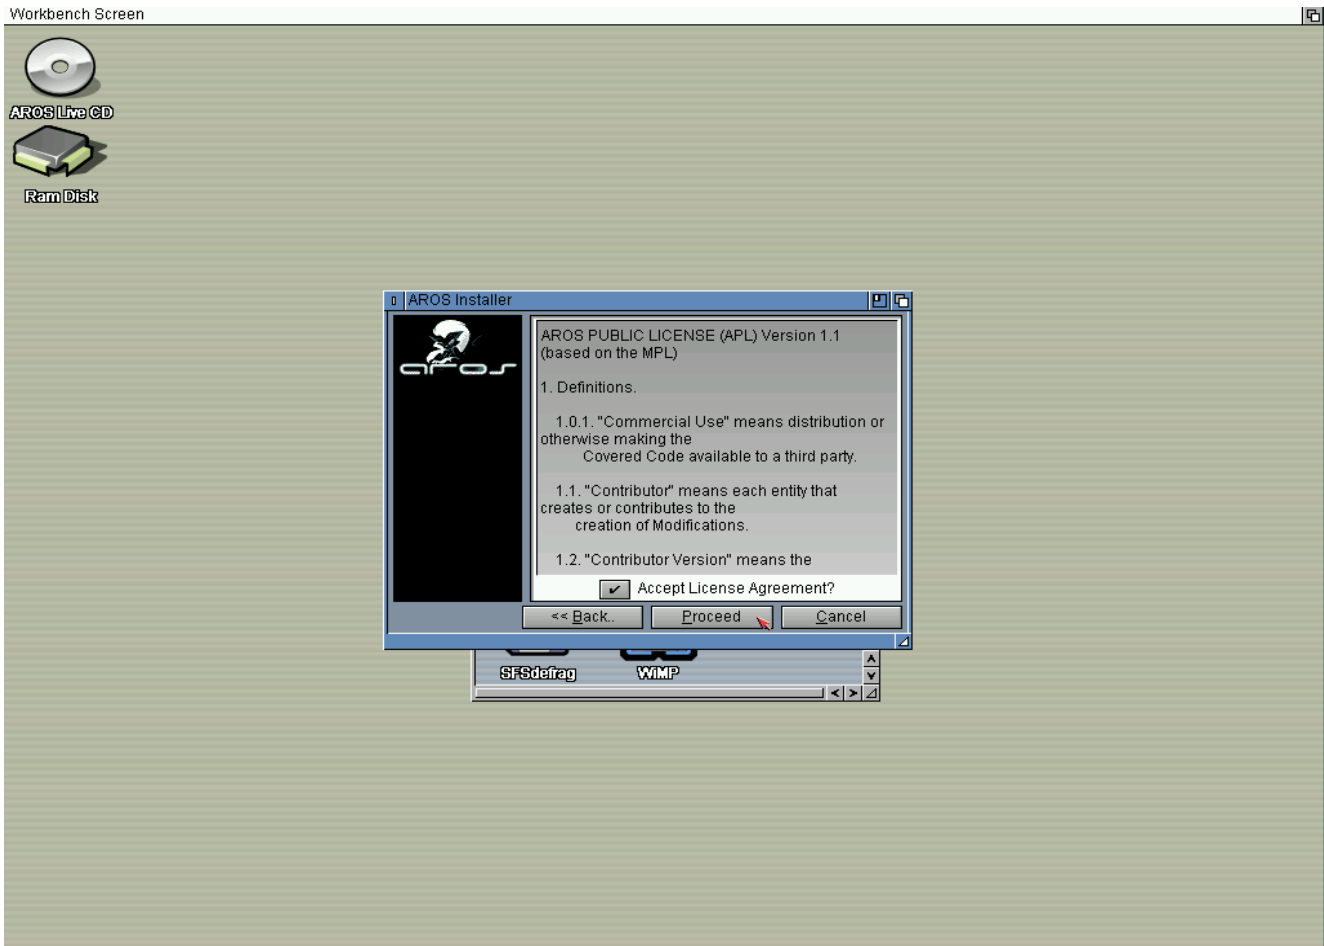 Workbench Screen
AROS Live CD
Ram Disk
AROS Installer
aros
AROS PUBLIC LICENSE (APL) Version 1.1
(based on the MPL)
1. Definitions.
1.0.1. "Commercial Use" means distribution or
otherwise making the
Covered Code available to a third party.
1.1. "Contributor" means each entity that
creates or contributes to the
creation of Modifications.
1.2. "Contributor Version" means the
Accept License Agreement?
<< Back..
Proceed
Cancel
SFSdefrag
WiMP